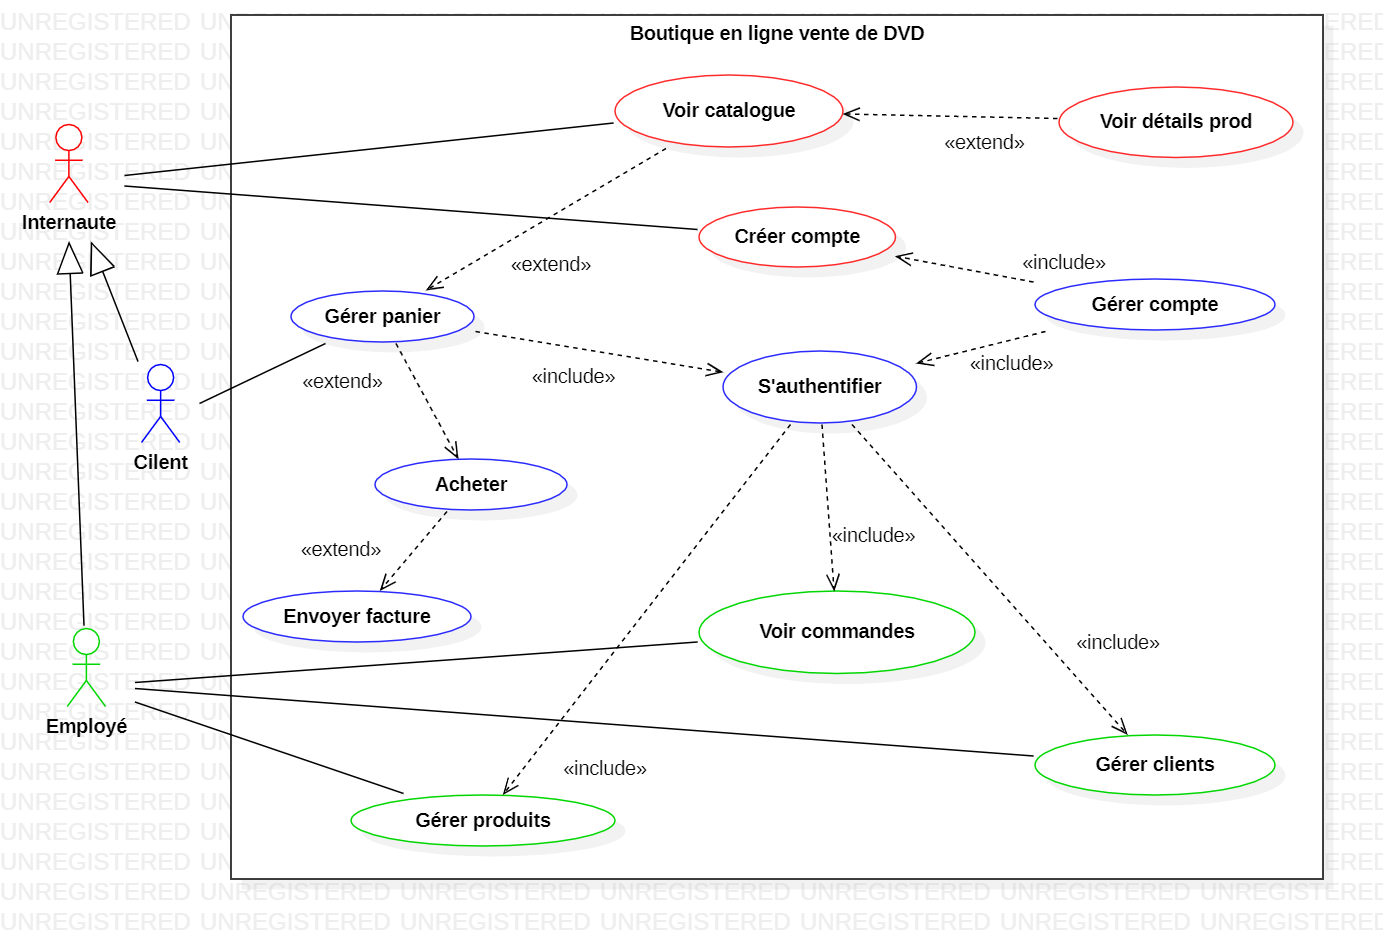 Boutique en ligne vente de DVD
Voir catalogue
Voir détails prod
«extend»
Internaute
Créer compte
«extend»
«include»
Gérer compte
Gérer panier
«include»
«extend»
«include»
S'authentifier
Cilent
Acheter
«include»
«extend»
Envoyer facture
Voir commandes
«include»
Employé
Gérer clients
«include»
Gérer produits
UNREGISTERED UNREGISTERED UNREGISTERED UNREGISTERED UNREGISTERED UNREGISTERED UNREGISTERED
UNREGISTERED UNREGISTERED UNREGISTERED UNREGISTERED UNREGISTERED UNREGISTERED UNREGISTERED